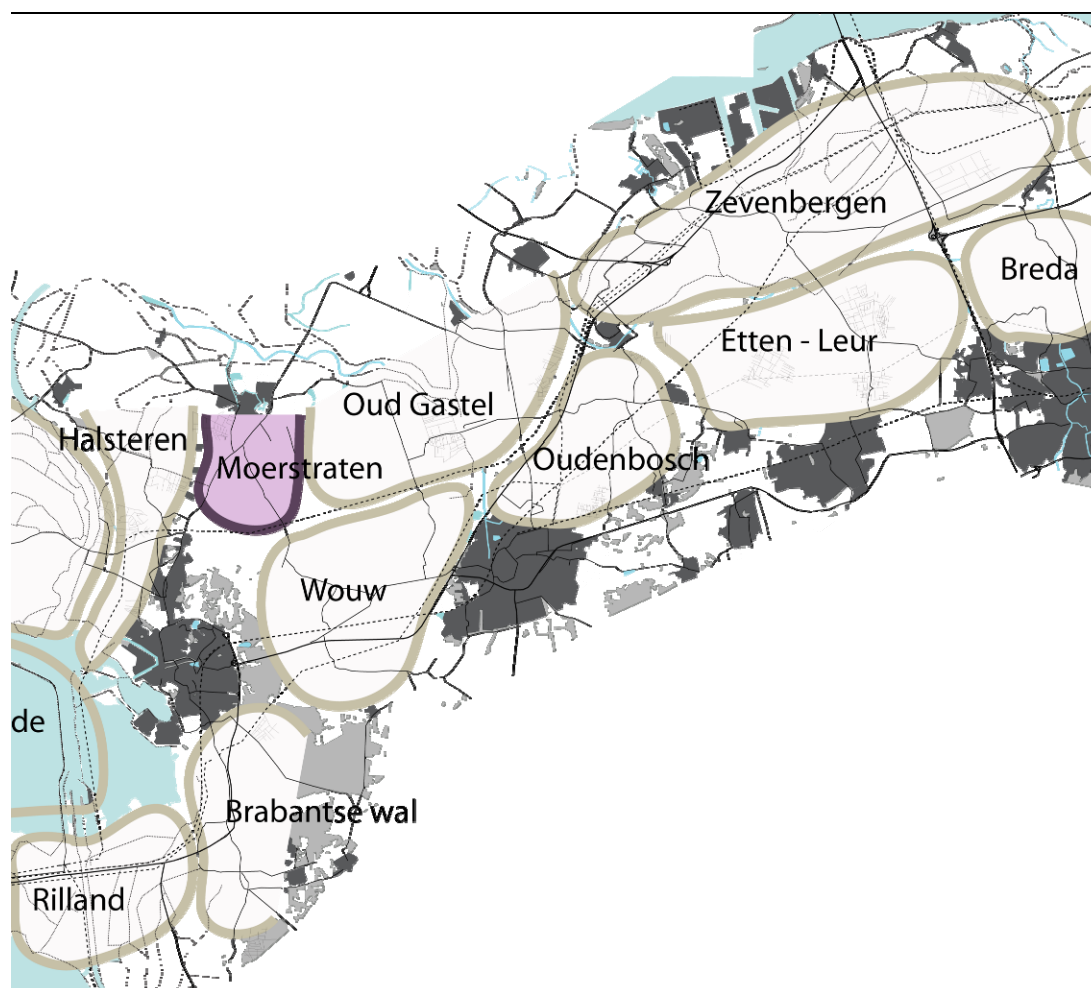 Zevenbergen
Breda
Etten - Leur
Oud Gastel
Halsteren
Moerstraten
Oudenbosch
Wouw
de
Brabantse wal
Rilland